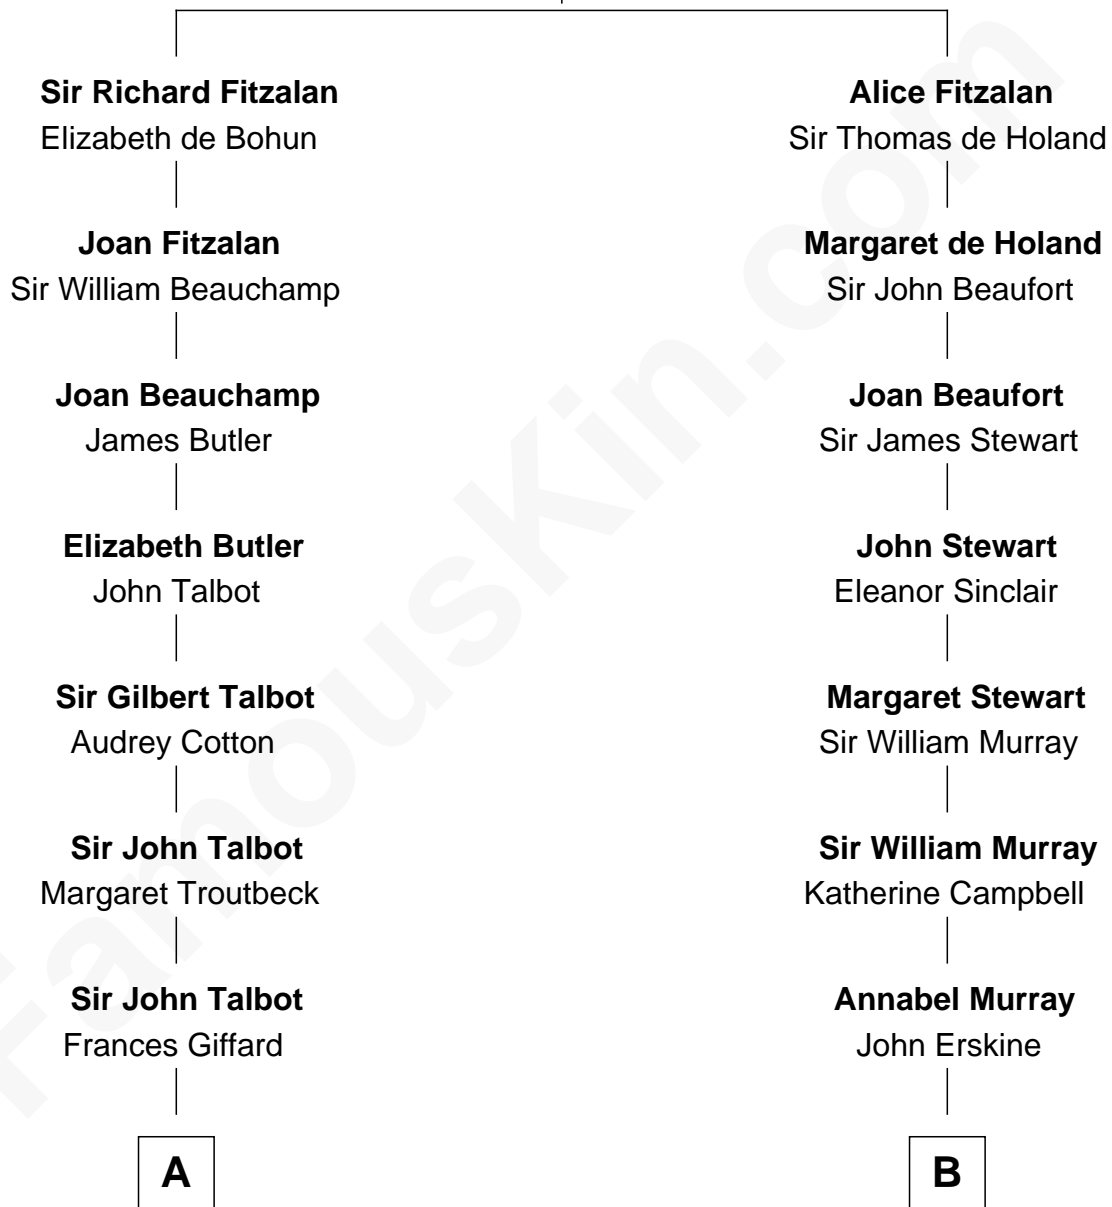 Sir Richard Fitzalan
Elizabeth de Bohun
Joan Fitzalan
Sir William Beauchamp
Joan Beauchamp
James Butler
Elizabeth Butler
John Talbot
Sir Gilbert Talbot
Audrey Cotton
Sir John Talbot
Margaret Troutbeck
Sir John Talbot
Frances Giffard
A
Alice Fitzalan
Sir Thomas de Holand
Margaret de Holand
Sir John Beaufort
Joan Beaufort
Sir James Stewart
John Stewart
Eleanor Sinclair
Margaret Stewart
Sir William Murray
Sir William Murray
Katherine Campbell
Annabel Murray
John Erskine
B
FamousKin.com